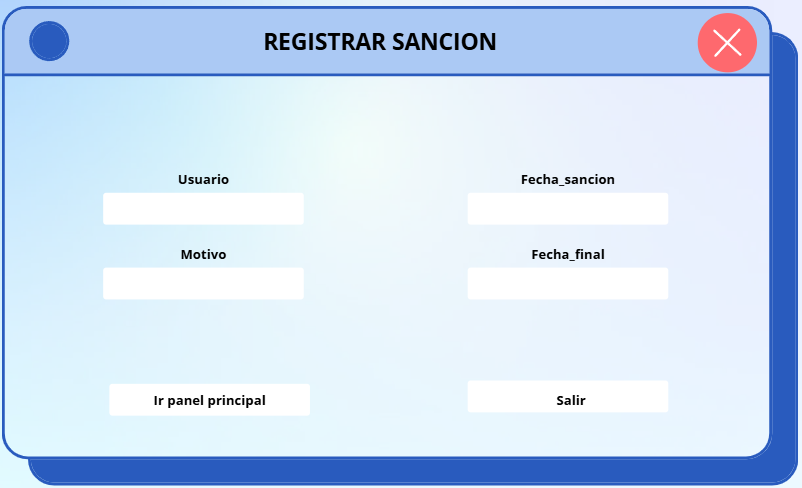 REGISTRAR SANCION
Usuario
Fecha_sancion
Motivo
Fecha_final
Ir panel principal
Salir